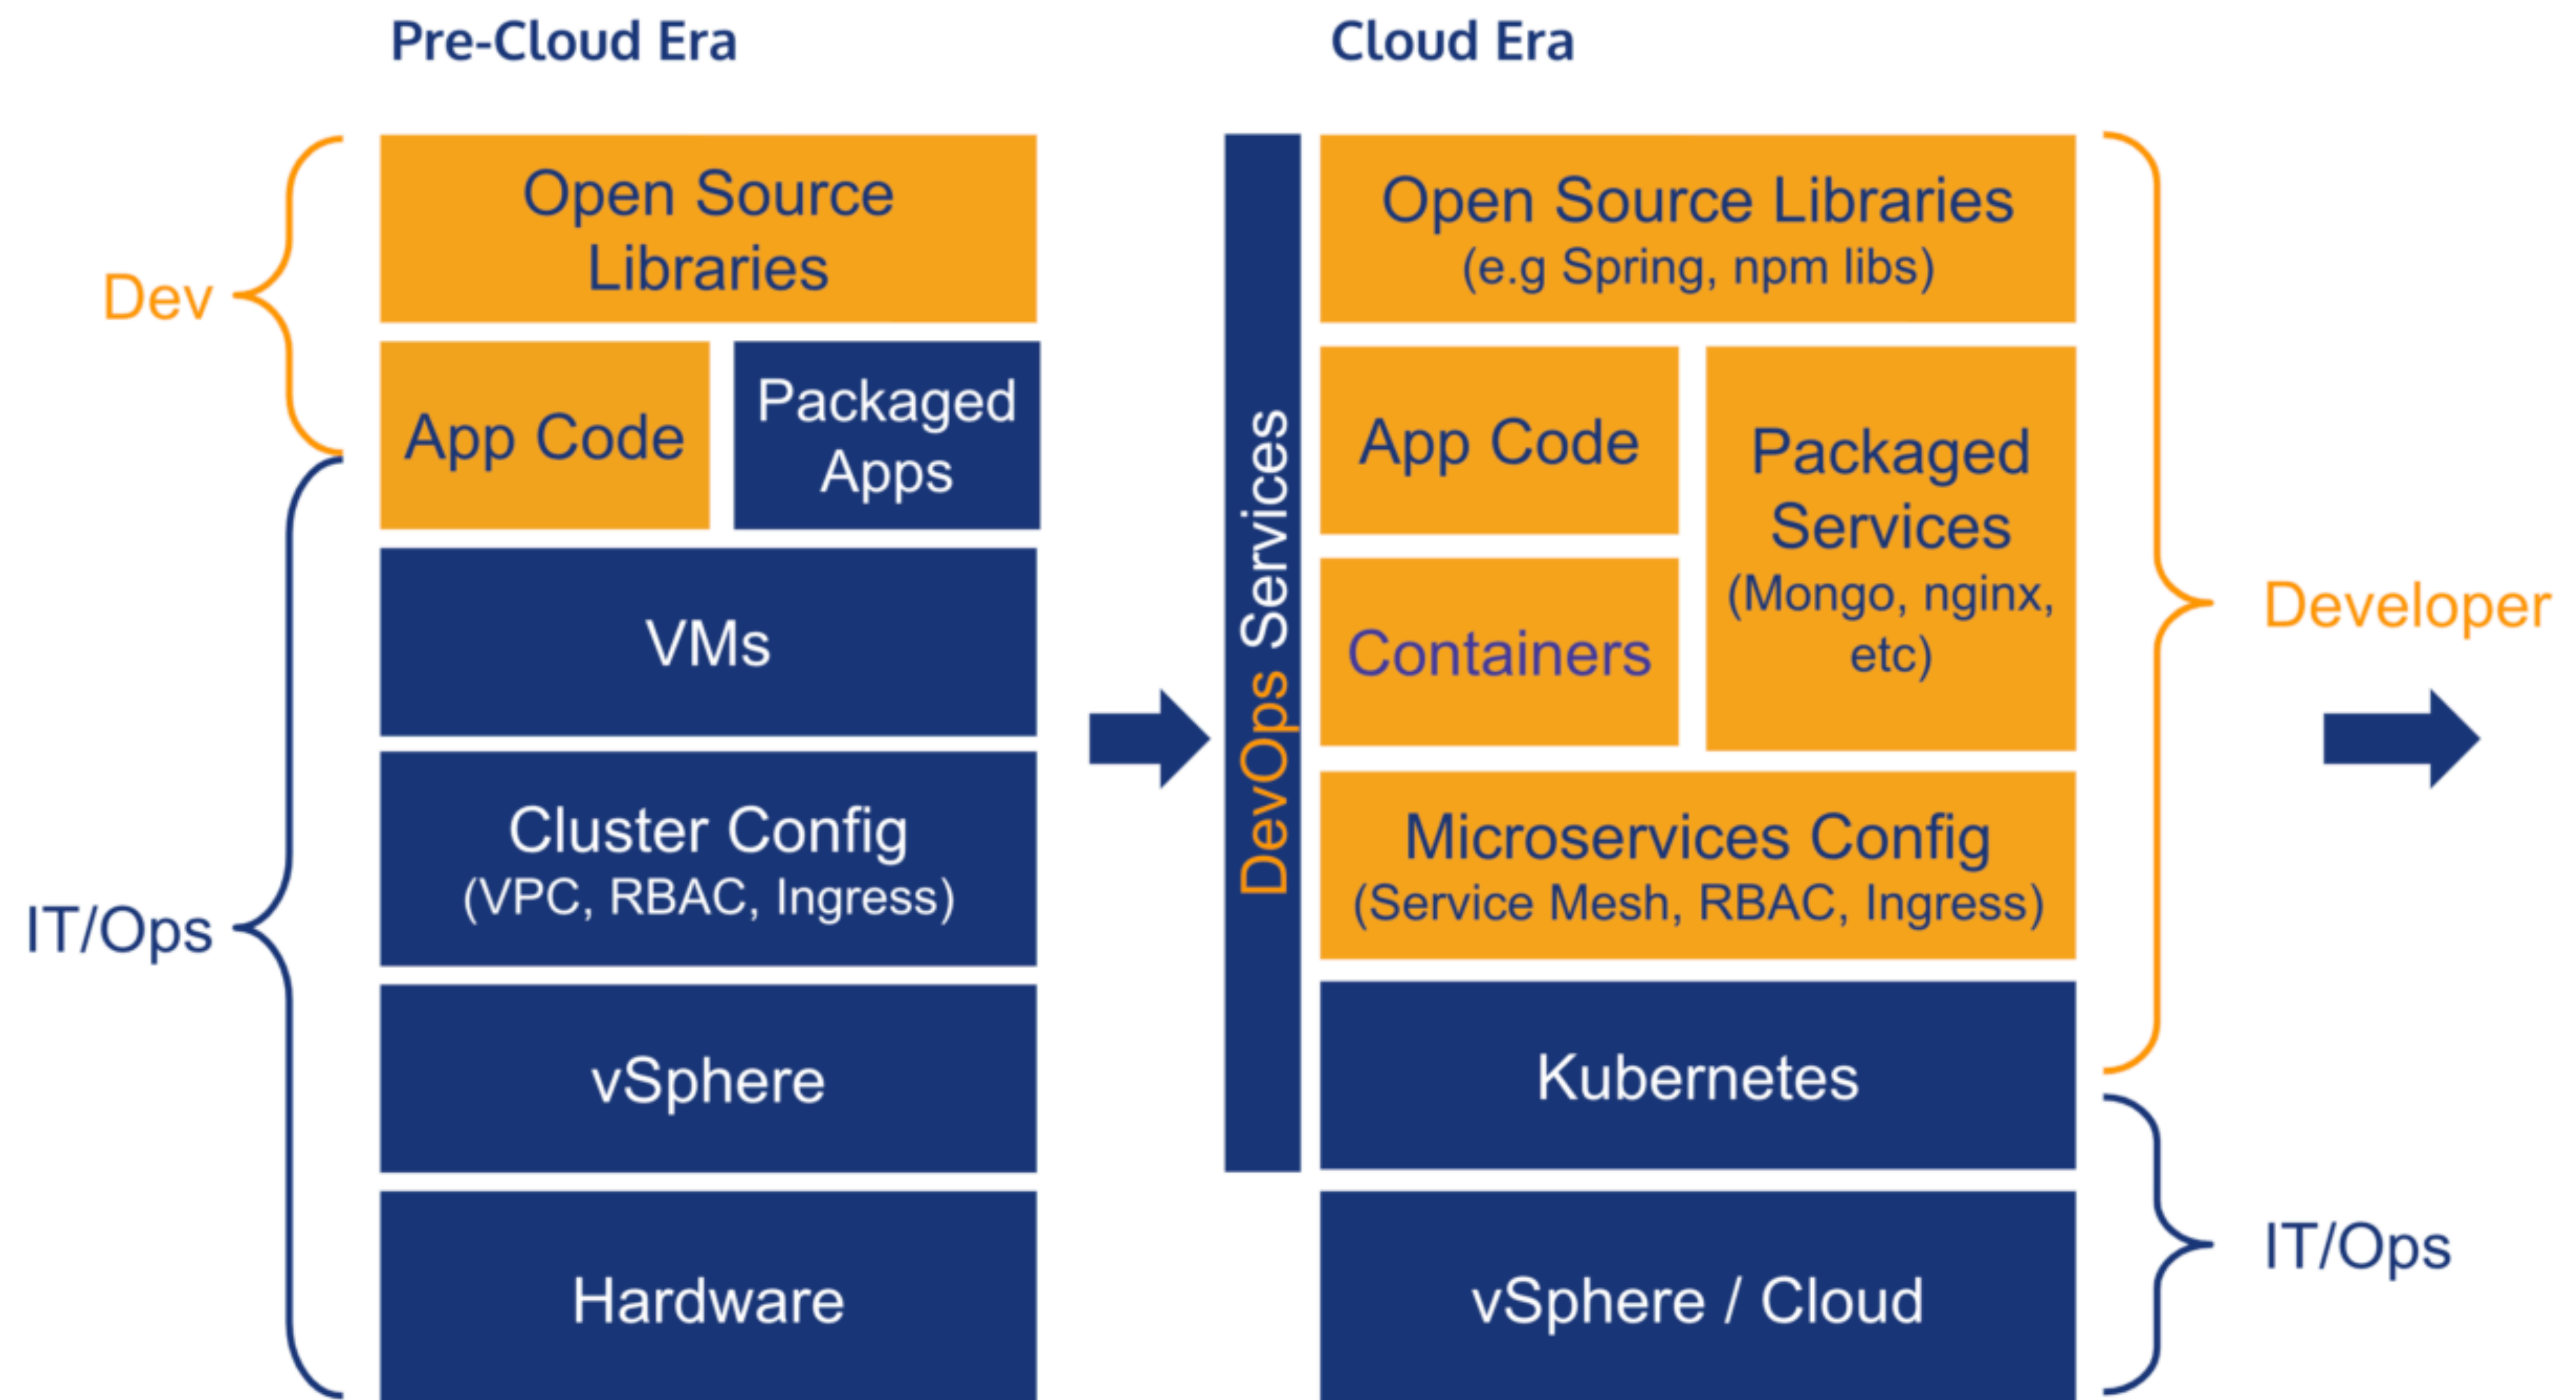 Pre-Cloud Era
Dev
IT/Ops
Open Source
Libraries
App Code
Packaged
Apps
VMs
Cluster Config
(VPC, RBAC, Ingress)
vSphere
Hardware
Cloud Era
DevOps Services
Open Source Libraries
(e.g Spring, npm libs)
App Code
Containers
Packaged
Services
(Mongo, nginx,
etc)
Microservices Config
(Service Mesh, RBAC, Ingress)
Kubernetes
vSphere / Cloud
Developer
IT/Ops